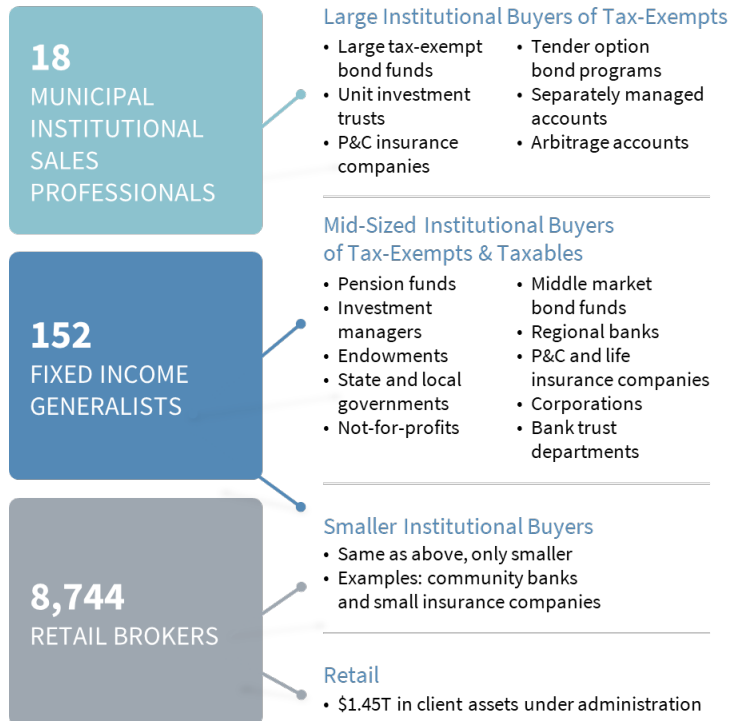 18
MUNICIPAL
INSTITUTIONAL
SALES
PROFESSIONALS
Large Institutional Buyers of Tax-Exempts
• Large tax-exempt
bond funds
• Unit investment
trusts
• P&C insurance
companies
• Tender option
bond programs
• Separately managed
accounts
• Arbitrage accounts
152
FIXED INCOME
GENERALISTS
Mid-Sized Institutional Buyers
of Tax-Exempts & Taxables
• Pension funds
• Investment
managers
• Endowments
• State and local
governments
• Not-for-profits
• Middle market
bond funds
• Regional banks
• P&C and life
insurance companies
• Corporations
• Bank trust
departments
Smaller Institutional Buyers
• Same as above, only smaller
• Examples: community banks
and small insurance companies
8,744
RETAIL BROKERS
Retail
• $1.45T in client assets under administration